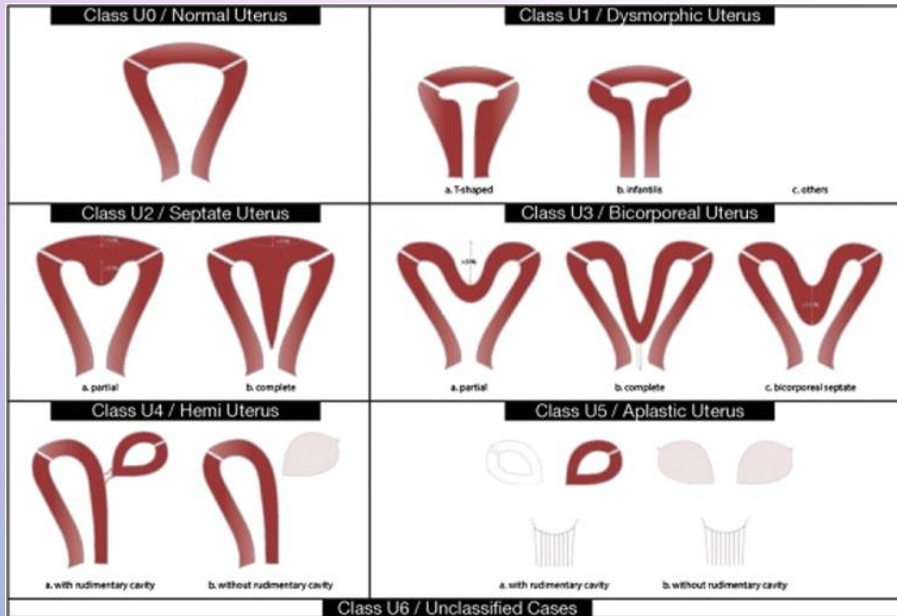 Class U0 / Normal Uterus
Class U1 / Dysmorphic Uterus
a. T-shaped
b. infantilis
c. others
Class U2 / Septate Uterus
a. partial
b. complete
Class U3 / Bicorporeal Uterus
a. partial
b. complete
c. bicorporeal septate
Class U4 / Hemi Uterus
a. with rudimentary cavity
b. without rudimentary cavity
Class U5 / Aplastic Uterus
a. with rudimentary cavity
b. without rudimentary cavity
Class U6 / Unclassified Cases